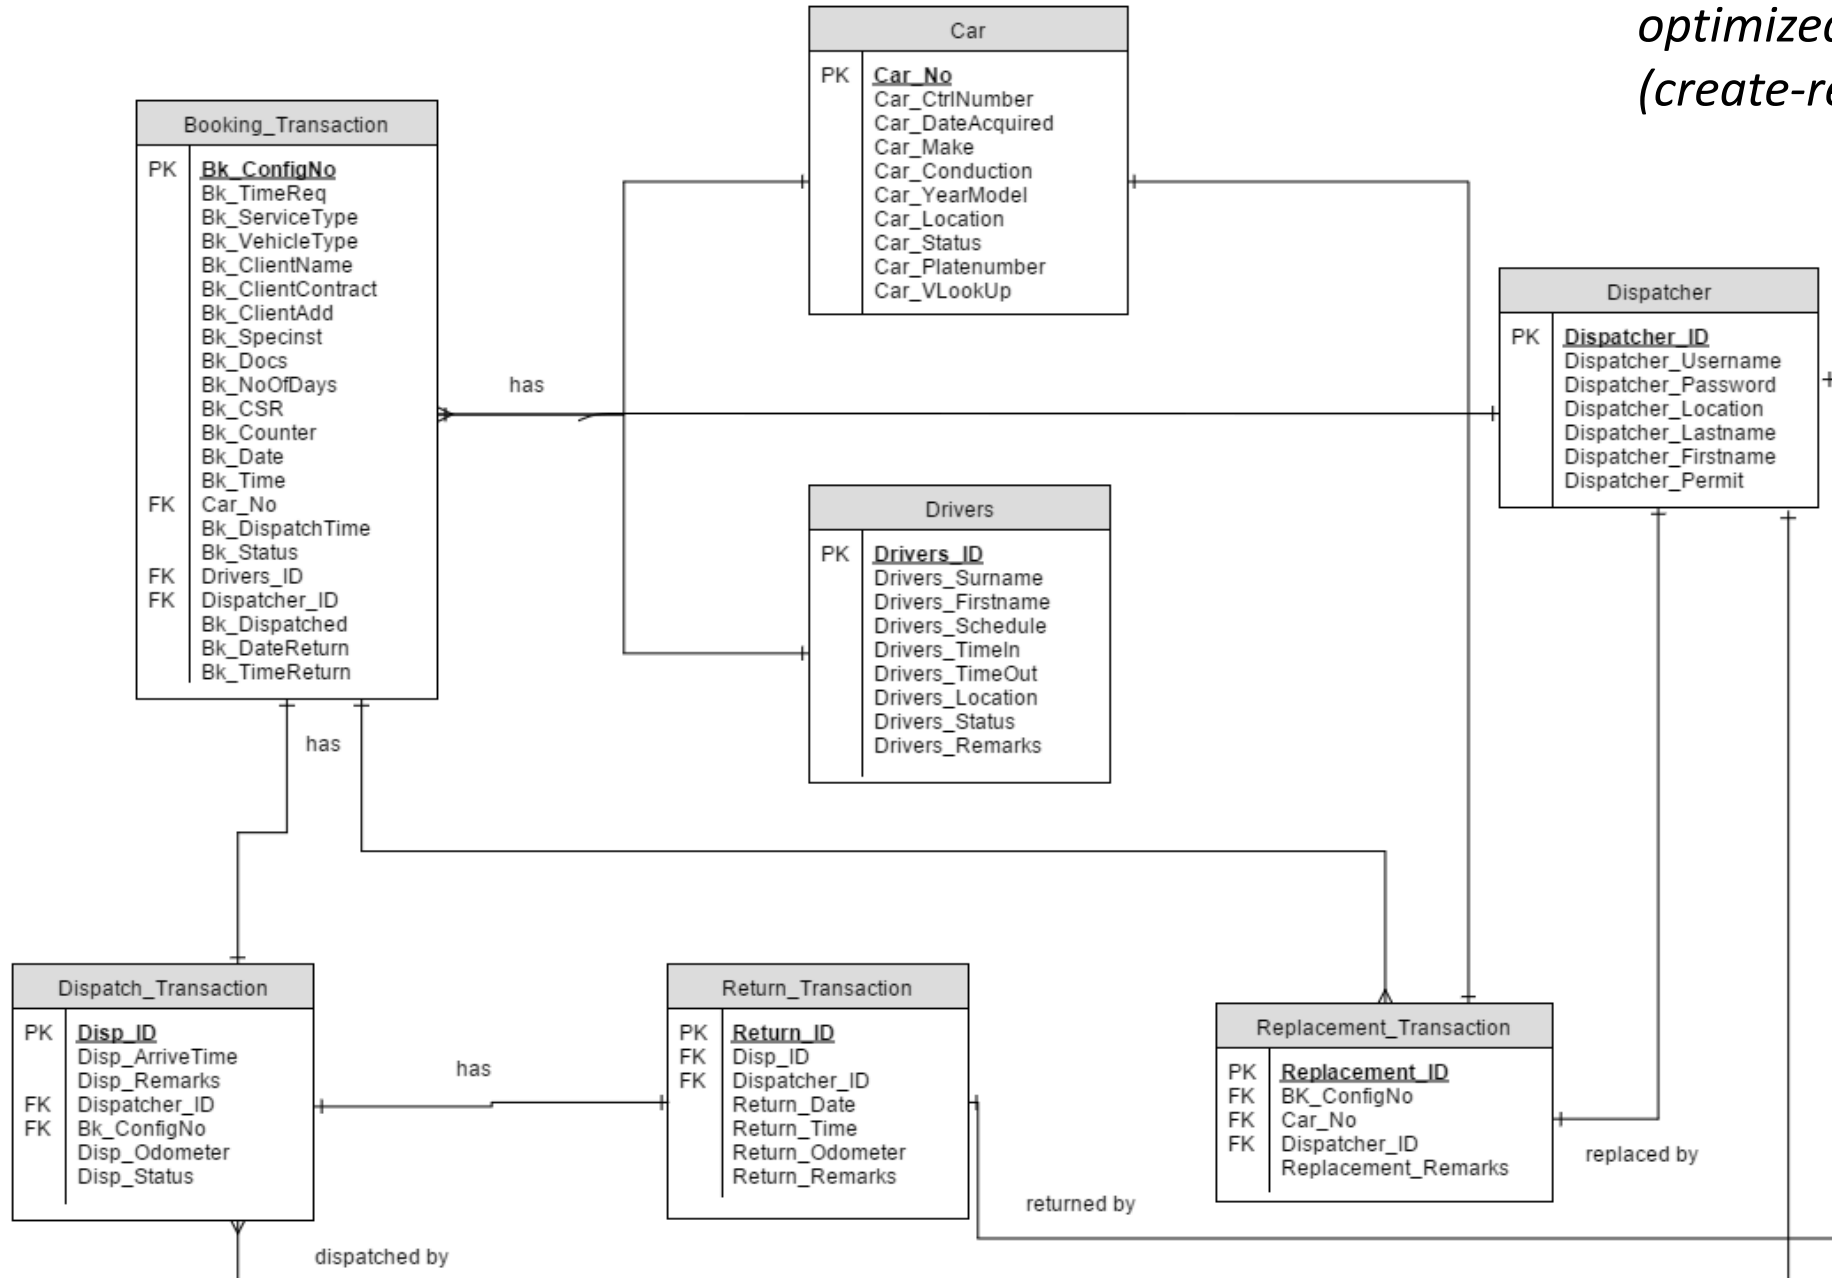 optimized
(create-re
Car
PK Car_No
Car_CtrlNumber
Car_DateAcquired
Car_Make
Car_Conduction
Car_YearModel
Car_Location
Car_Status
Car_Platenumber
Car_VLookUp
Booking_Transaction
PK Bk_ConfigNo
Bk_TimeReq
Bk_ServiceType
Bk_VehicleType
Bk_ClientName
Bk_ClientContract
Bk_ClientAdd
Bk_Specinst
Bk_Docs
Bk_NoOfDays
Bk_CSR
Bk_Counter
Bk_Date
Bk_Time
FK Car_No
Bk_DispatchTime
Bk_Status
FK Drivers_ID
FK Dispatcher_ID
Bk_Dispatched
Bk_DateReturn
Bk_TimeReturn
has
Dispatcher
PK Dispatcher_ID
Dispatcher_Username
Dispatcher_Password
Dispatcher_Location
Dispatcher_Lastname
Dispatcher_Firstname
Dispatcher_Permit
Drivers
PK Drivers_ID
Drivers_Surname
Drivers_Firstname
Drivers_Schedule
Drivers_TimeIn
Drivers_TimeOut
Drivers_Location
Drivers_Status
Drivers_Remarks
has
Dispatch_Transaction
PK Disp_ID
Disp_ArriveTime
Disp_Remarks
FK Dispatcher_ID
FK Bk_ConfigNo
Disp_Odometer
Disp_Status
has
Return_Transaction
PK Return_ID
FK Disp_ID
FK Dispatcher_ID
Return_Date
Return_Time
Return_Odometer
Return_Remarks
Replacement_Transaction
PK Replacement_ID
FK BK_ConfigNo
FK Car_No
FK Dispatcher_ID
Replacement_Remarks
replaced by
returned by
dispatched by